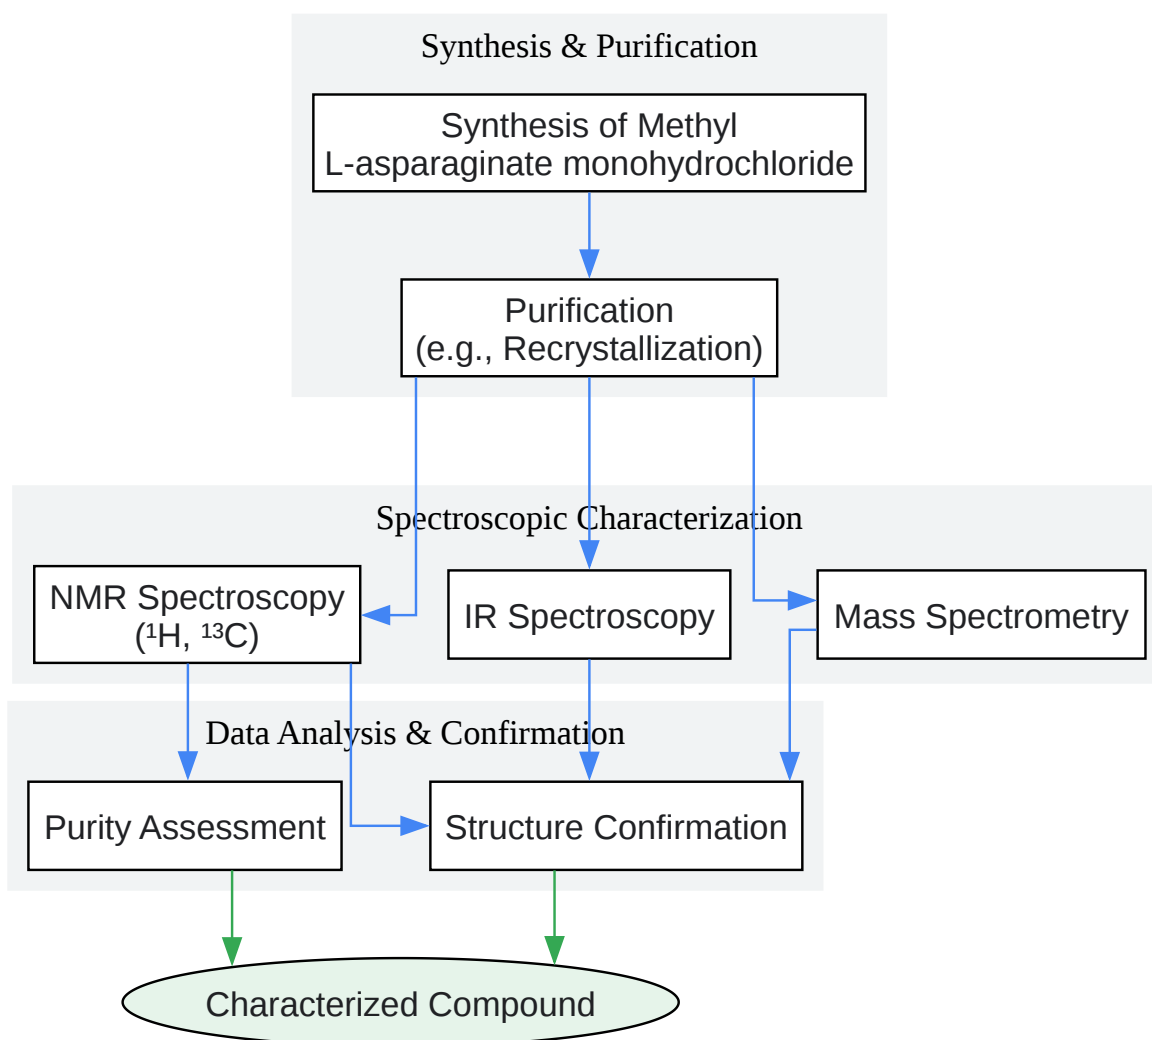 Synthesis & Purification
Synthesis of Methyl
L-asparaginate monohydrochloride
Purification
(e.g., Recrystallization)
Spectroscopic Characterization
NMR Spectroscopy
(¹H, ¹³C)
IR Spectroscopy
Mass Spectrometry
Data Analysis & Confirmation
Purity Assessment
Structure Confirmation
Characterized Compound